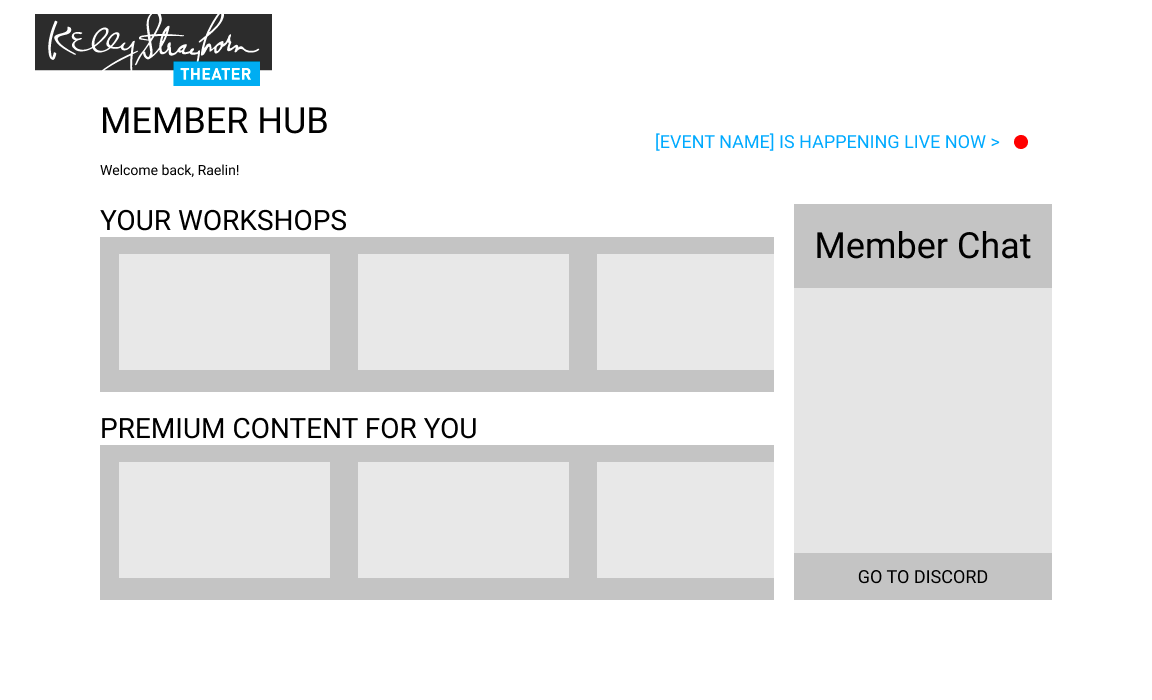 Kelly Strayhorn
THEATER
MEMBER HUB
[EVENT NAME] IS HAPPENING LIVE NOW >
Welcome back, Raelin!
YOUR WORKSHOPS
Member Chat
PREMIUM CONTENT FOR YOU
GO TO DISCORD